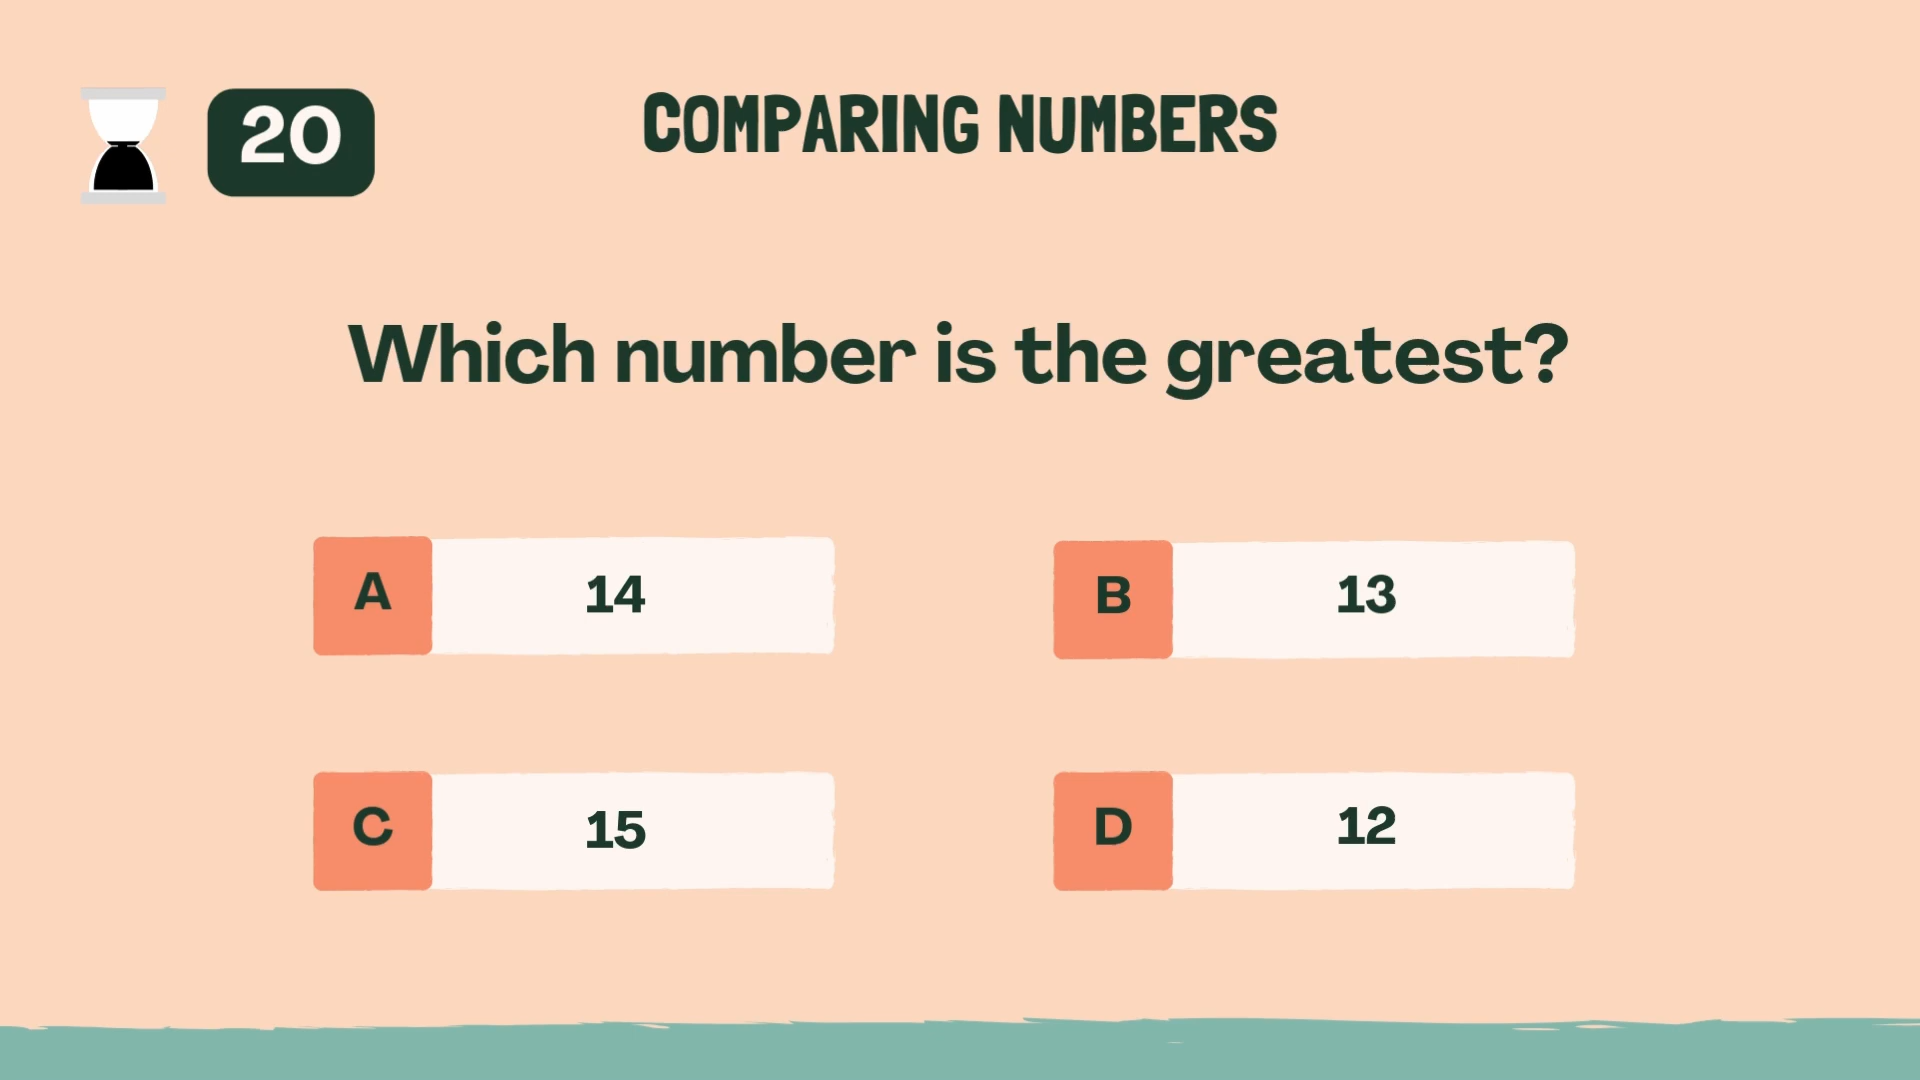 20
COMPARING NUMBERS
Which number is the greatest?
A 14
B 13
C 15
D 12